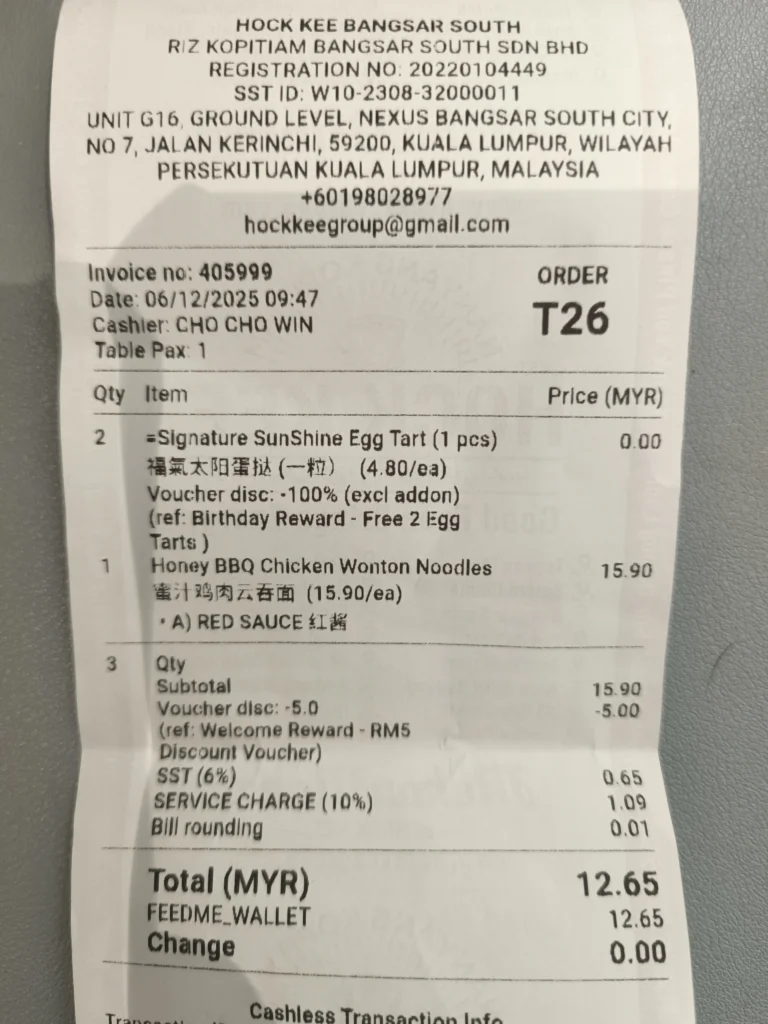 HOCK KEE BANGSAR SOUTH
RIZ KOPITIAM BANGSAR SOUTH SDN BHD
REGISTRATION NO: 20220104449
SST ID: W10-2308-32000011
UNIT G16, GROUND LEVEL, NEXUS BANGSAR SOUTH CITY,
NO 7, JALAN KERINCHI, 59200, KUALA LUMPUR, WILAYAH
PERSEKUTUAN KUALA LUMPUR, MALAYSIA
+60198028977
hockkeegroup@gmail.com
Invoice no: 405999
Date: 06/12/2025 09:47
Cashier: CHO CHO WIN
Table Pax: 1
ORDER
T26
Qty Item Price (MYR)
2 =Signature SunShine Egg Tart (1 pcs) 0.00
福氣太阳蛋挞 (一粒) (4.80/ea)
Voucher disc: -100% (excl addon)
(ref: Birthday Reward - Free 2 Egg
Tarts )
1 Honey BBQ Chicken Wonton Noodles 15.90
蜜汁鸡肉云吞面 (15.90/ea)
• A) RED SAUCE 红酱
3 Qty
Subtotal 15.90
Voucher disc: -5.0 -5.00
(ref: Welcome Reward - RM5
Discount Voucher)
SST (6%) 0.65
SERVICE CHARGE (10%) 1.09
Bill rounding 0.01
Total (MYR) 12.65
FEEDME_WALLET 12.65
Change 0.00
Cashless Transaction Info